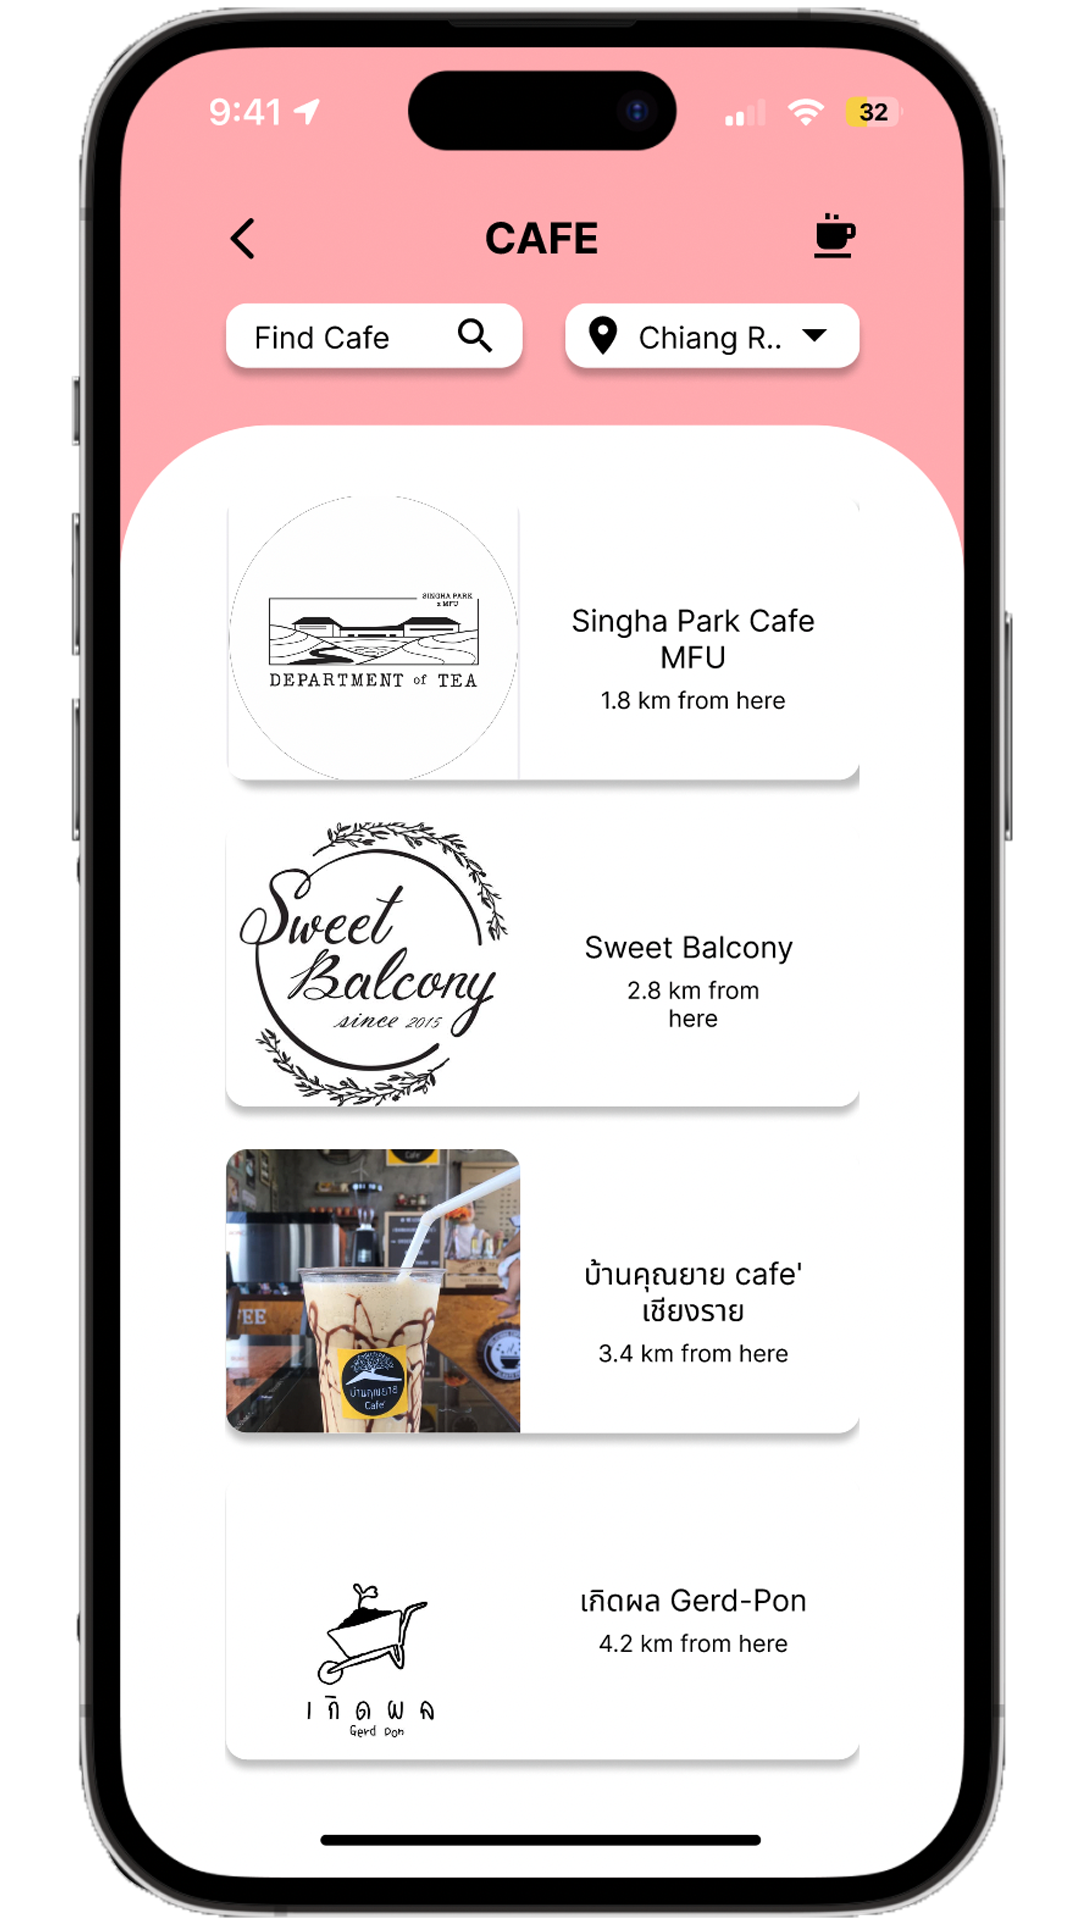 9:41
32
CAFE
Find Cafe
Chiang R..
SINGHA PARK
x MFU
DEPARTMENT of TEA
Singha Park Cafe
MFU
1.8 km from here
Sweet
Balcony
since 2015
Sweet Balcony
2.8 km from
here
Cafe'
FEE
บ้านคุณยาย
Cafe'
บ้านคุณยาย cafe'
เชียงราย
3.4 km from here
เกิดผล
Gerd Pon
เกิดผล Gerd-Pon
4.2 km from here